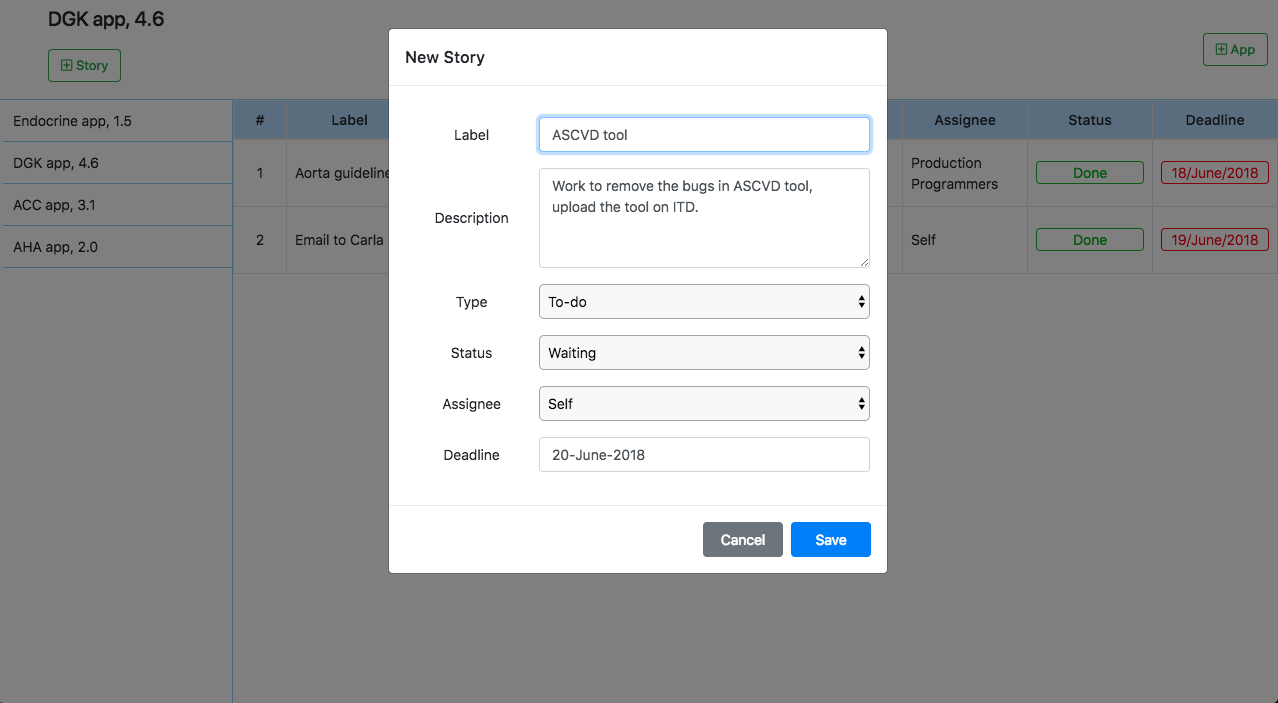 DGK app, 4.6
Story
App
Endocrine app, 1.5
DGK app, 4.6
ACC app, 3.1
AHA app, 2.0
# Label Assignee Status Deadline
1 Aorta guideline Production Programmers Done 18/June/2018
2 Email to Carla Self Done 19/June/2018
New Story
Label ASCVD tool
Description Work to remove the bugs in ASCVD tool,
upload the tool on ITD.
Type To-do
Status Waiting
Assignee Self
Deadline 20-June-2018
Cancel Save